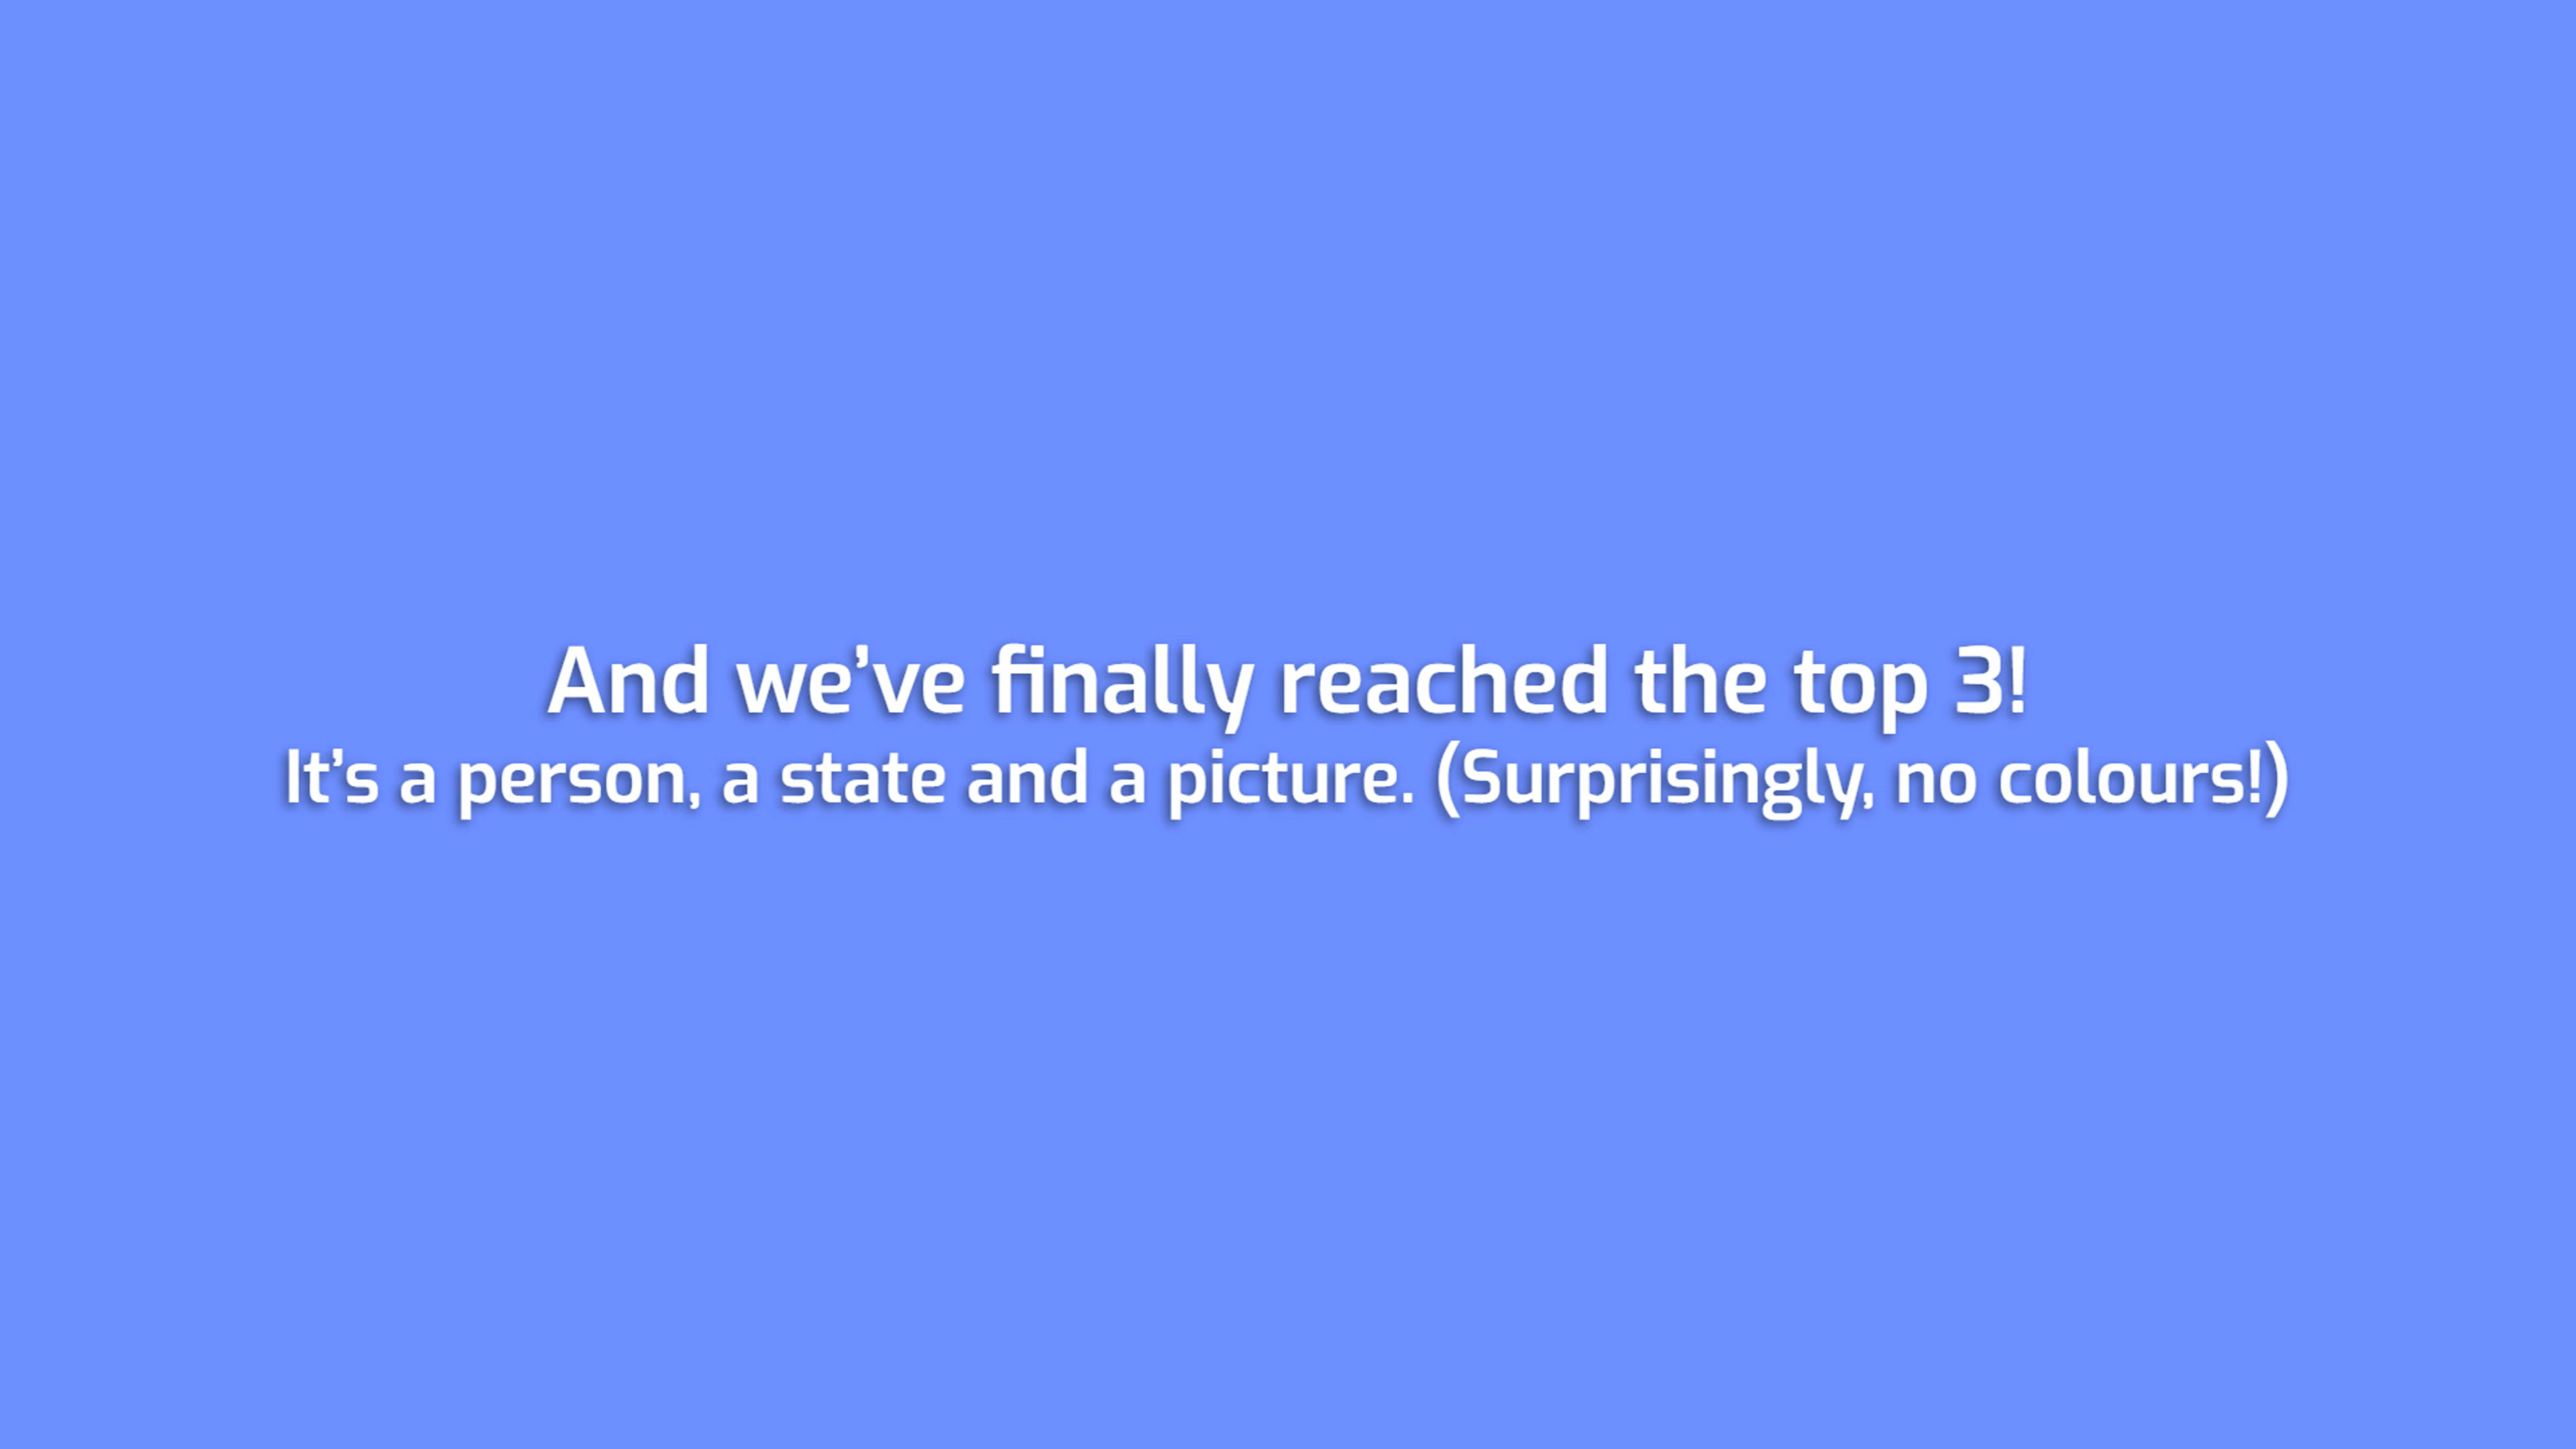 And we’ve finally reached the top 3!
It’s a person, a state and a picture. (Surprisingly, no colours!)